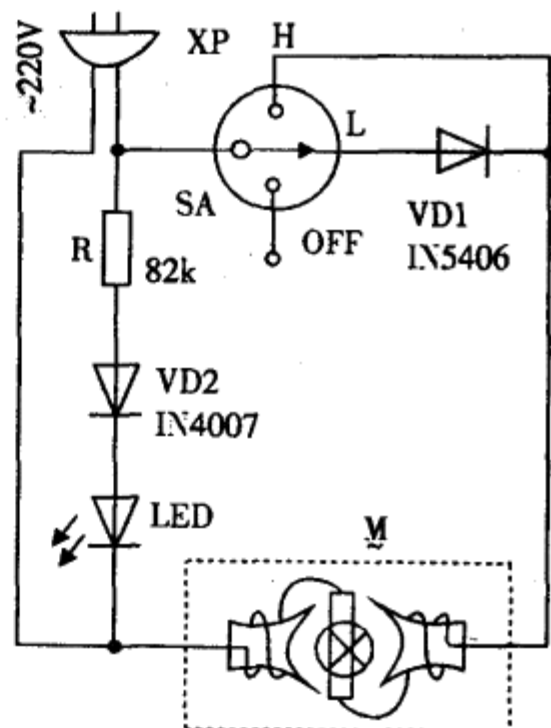 ~220V
XP
H
L
SA
OFF
VD1
IN5406
R
82k
VD2
IN4007
LED
M
~